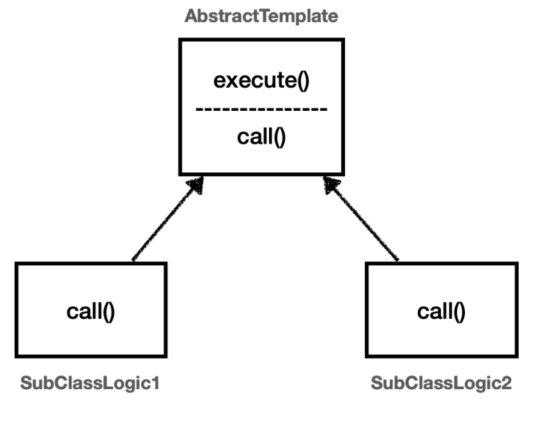 AbstractTemplate
execute()
call()
call()
call()
SubClassLogic1
SubClassLogic2